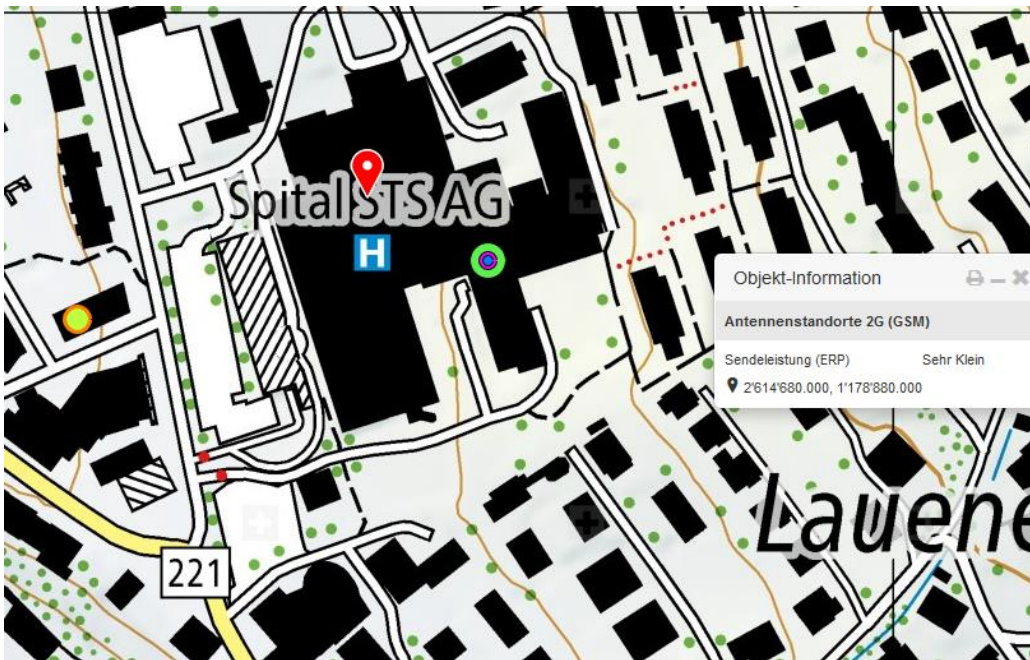 Spital STS AG
H
Objekt-Information
Antennenstandorte 2G (GSM)
Sendeleistung (ERP) Sehr Klein
2'614'680.000, 1'178'880.000
Lauene
221